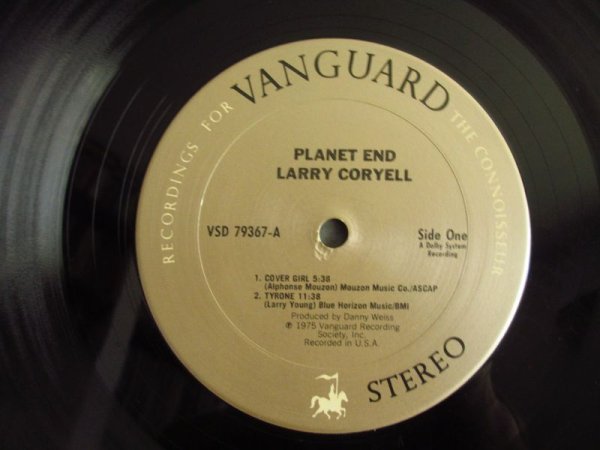 RECORDINGS FOR VANGUARD THE CONNOISSEUR
PLANET END
LARRY CORYELL
VSD 79367-A
Side One
A Dolby System
Recording
1. COVER GIRL 5:38
(Alphonse Mouzon) Mouzon Music Co./ASCAP
2. TYRONE 11:38
(Larry Young) Blue Horizon Music/BMI
Produced by Danny Weiss
℗ 1975 Vanguard Recording
Society, Inc.
Recorded in U.S.A.
STEREO